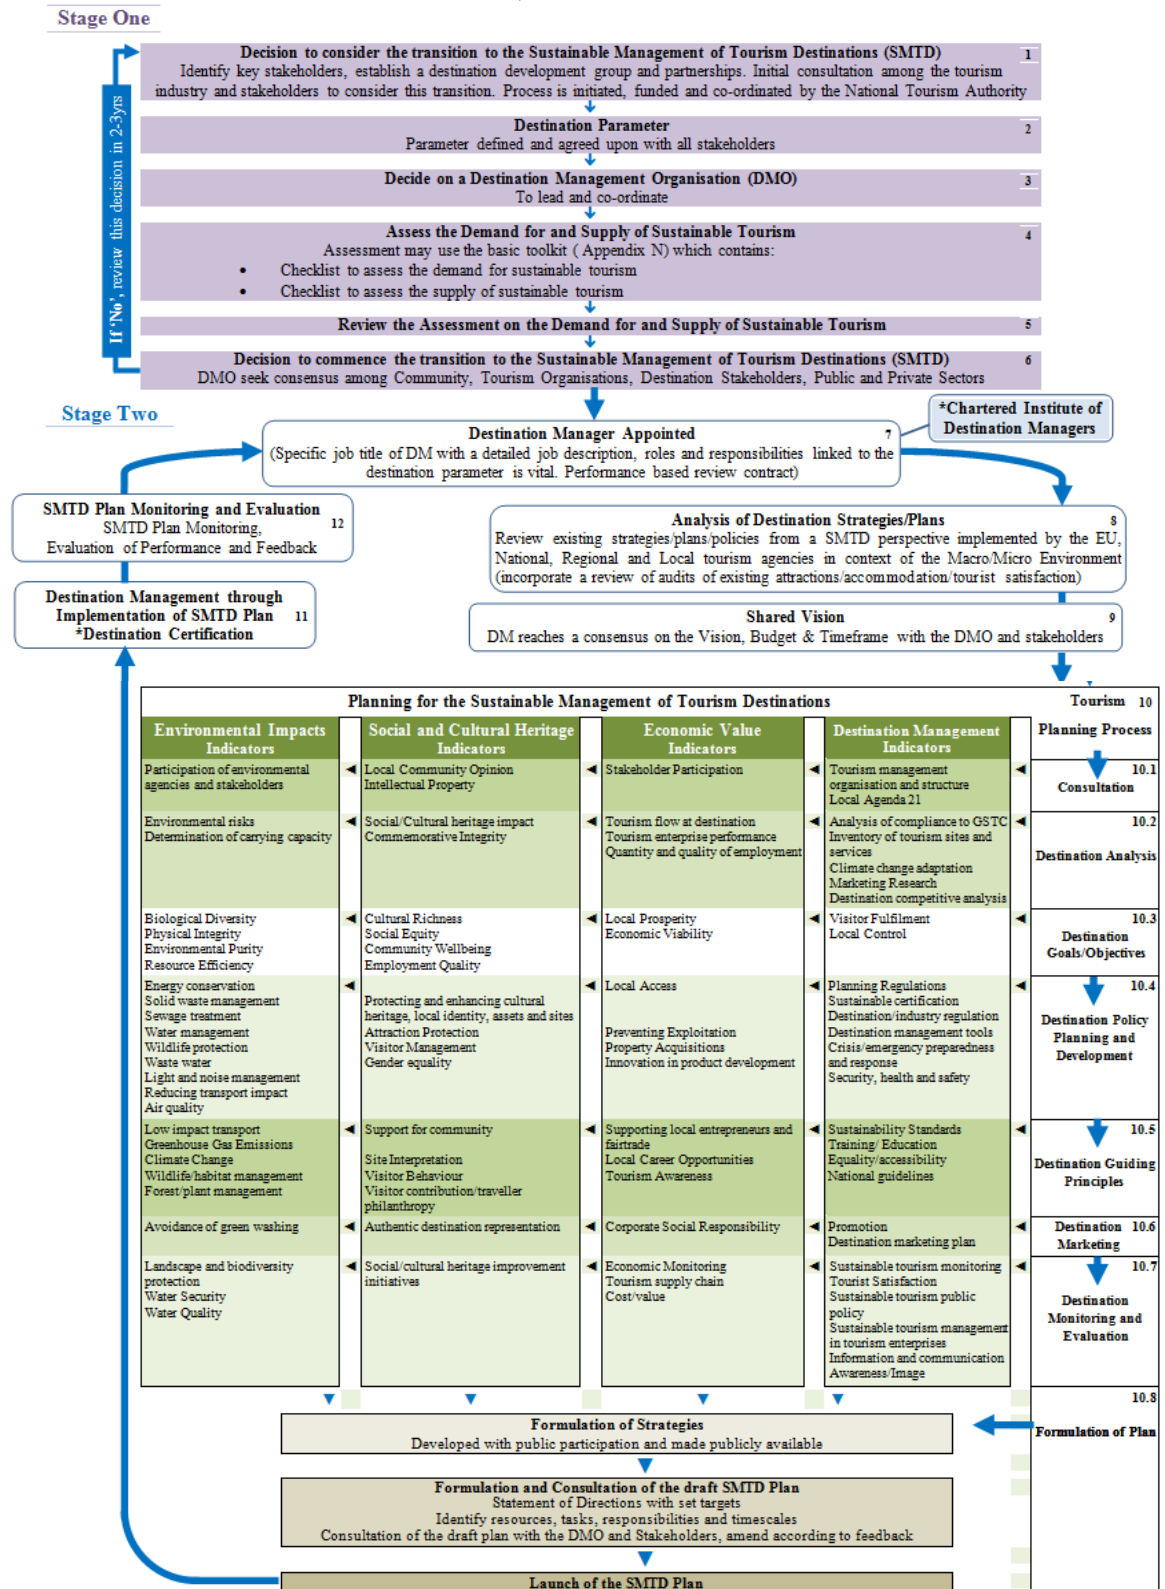 Stage One
Decision to consider the transition to the Sustainable Management of Tourism Destinations (SMTD) 1
Identify key stakeholders, establish a destination development group and partnerships. Initial consultation among the tourism
industry and stakeholders to consider this transition. Process is initiated, funded and co-ordinated by the National Tourism Authority
Destination Parameter 2
Parameter defined and agreed upon with all stakeholders
Decide on a Destination Management Organisation (DMO) 3
To lead and co-ordinate
Assess the Demand for and Supply of Sustainable Tourism 4
Assessment may use the basic toolkit ( Appendix N) which contains:
• Checklist to assess the demand for sustainable tourism
• Checklist to assess the supply of sustainable tourism
Review the Assessment on the Demand for and Supply of Sustainable Tourism 5
Decision to commence the transition to the Sustainable Management of Tourism Destinations (SMTD) 6
DMO seek consensus among Community, Tourism Organisations, Destination Stakeholders, Public and Private Sectors
If ‘No’, review this decision in 2-3yrs
Stage Two
*Chartered Institute of
Destination Managers
Destination Manager Appointed 7
(Specific job title of DM with a detailed job description, roles and responsibilities linked to the
destination parameter is vital. Performance based review contract)
SMTD Plan Monitoring and Evaluation 12
SMTD Plan Monitoring,
Evaluation of Performance and Feedback
Analysis of Destination Strategies/Plans 8
Review existing strategies/plans/policies from a SMTD perspective implemented by the EU,
National, Regional and Local tourism agencies in context of the Macro/Micro Environment
(incorporate a review of audits of existing attractions/accommodation/tourist satisfaction)
Destination Management through
Implementation of SMTD Plan 11
*Destination Certification
Shared Vision 9
DM reaches a consensus on the Vision, Budget & Timeframe with the DMO and stakeholders
Planning for the Sustainable Management of Tourism Destinations
Tourism 10
Planning Process
Environmental Impacts
Indicators
Social and Cultural Heritage
Indicators
Economic Value
Indicators
Destination Management
Indicators
Participation of environmental
agencies and stakeholders
Local Community Opinion
Intellectual Property
Stakeholder Participation
Tourism management
organisation and structure
Local Agenda 21
10.1
Consultation
Environmental risks
Determination of carrying capacity
Social/Cultural heritage impact
Commemorative Integrity
Tourism flow at destination
Tourism enterprise performance
Quantity and quality of employment
Analysis of compliance to GSTC
Inventory of tourism sites and
services
Climate change adaptation
Marketing Research
Destination competitive analysis
10.2
Destination Analysis
Biological Diversity
Physical Integrity
Environmental Purity
Resource Efficiency
Cultural Richness
Social Equity
Community Wellbeing
Employment Quality
Local Prosperity
Economic Viability
Visitor Fulfilment
Local Control
10.3
Destination
Goals/Objectives
Energy conservation
Solid waste management
Sewage treatment
Water management
Wildlife protection
Waste water
Light and noise management
Reducing transport impact
Air quality
Protecting and enhancing cultural
heritage, local identity, assets and sites
Attraction Protection
Visitor Management
Gender equality
Local Access
Preventing Exploitation
Property Acquisitions
Innovation in product development
Planning Regulations
Sustainable certification
Destination/industry regulation
Destination management tools
Crisis/emergency preparedness
and response
Security, health and safety
10.4
Destination Policy
Planning and
Development
Low impact transport
Greenhouse Gas Emissions
Climate Change
Wildlife/habitat management
Forest/plant management
Support for community
Site Interpretation
Visitor Behaviour
Visitor contribution/traveller
philanthropy
Supporting local entrepreneurs and
fairtrade
Local Career Opportunities
Tourism Awareness
Sustainability Standards
Training/ Education
Equality/accessibility
National guidelines
10.5
Destination Guiding
Principles
Avoidance of green washing
Authentic destination representation
Corporate Social Responsibility
Promotion
Destination marketing plan
Destination 10.6
Marketing
Landscape and biodiversity
protection
Water Security
Water Quality
Social/cultural heritage improvement
initiatives
Economic Monitoring
Tourism supply chain
Cost/value
Sustainable tourism monitoring
Tourist Satisfaction
Sustainable tourism public
policy
Sustainable tourism management
in tourism enterprises
Information and communication
Awareness/Image
10.7
Destination
Monitoring and
Evaluation
10.8
Formulation of Plan
Formulation of Strategies
Developed with public participation and made publicly available
Formulation and Consultation of the draft SMTD Plan
Statement of Directions with set targets
Identify resources, tasks, responsibilities and timescales
Consultation of the draft plan with the DMO and Stakeholders, amend according to feedback
Launch of the SMTD Plan